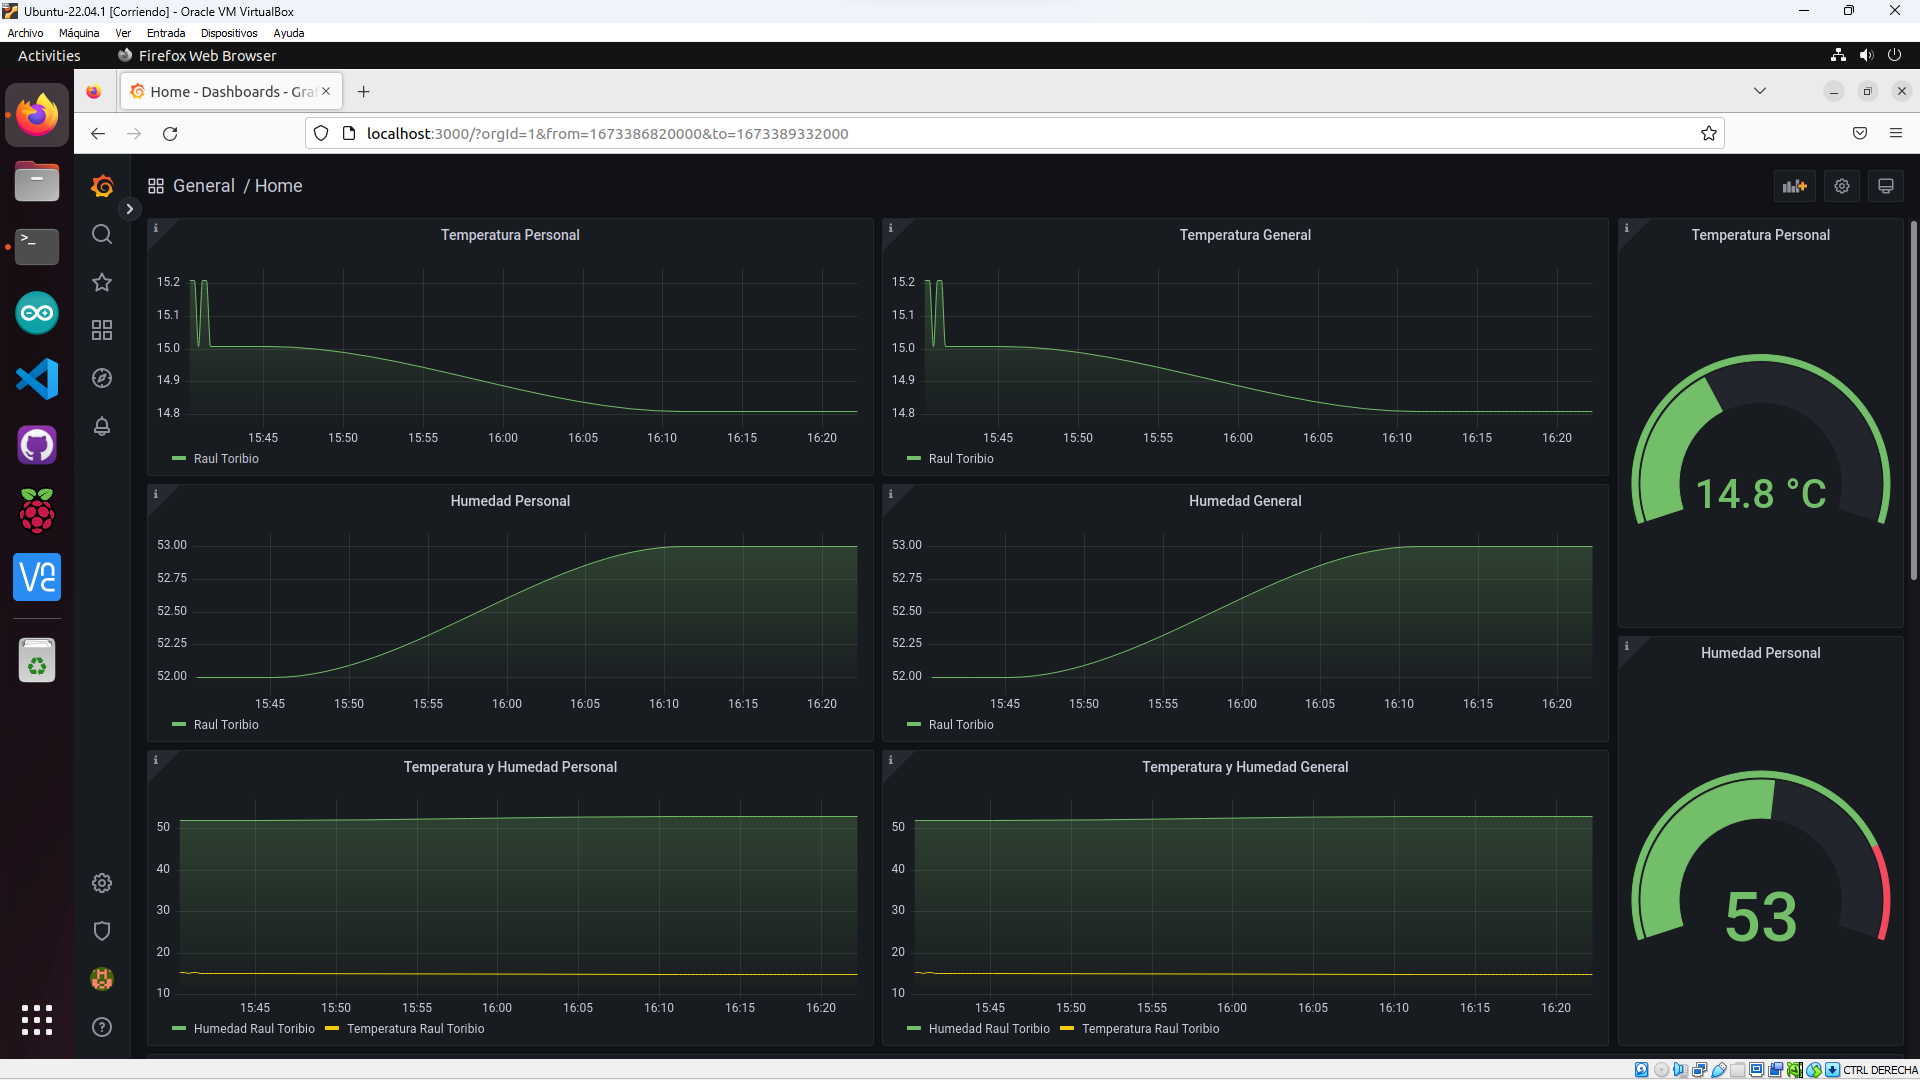 Ubuntu-22.04.1 [Corriendo] - Oracle VM VirtualBox
Archivo Máquina Ver Entrada Dispositivos Ayuda
Activities Firefox Web Browser
Home - Dashboards - Graf
localhost:3000/?orgId=1&from=1673386820000&to=1673389332000
General / Home
Temperatura Personal
15.2
15.1
15.0
14.9
14.8
15:45 15:50 15:55 16:00 16:05 16:10 16:15 16:20
Raul Toribio
Temperatura General
15.2
15.1
15.0
14.9
14.8
15:45 15:50 15:55 16:00 16:05 16:10 16:15 16:20
Raul Toribio
Temperatura Personal
14.8 °C
Humedad Personal
53.00
52.75
52.50
52.25
52.00
15:45 15:50 15:55 16:00 16:05 16:10 16:15 16:20
Raul Toribio
Humedad General
53.00
52.75
52.50
52.25
52.00
15:45 15:50 15:55 16:00 16:05 16:10 16:15 16:20
Raul Toribio
Humedad Personal
53
Temperatura y Humedad Personal
50
40
30
20
10
15:45 15:50 15:55 16:00 16:05 16:10 16:15 16:20
Humedad Raul Toribio Temperatura Raul Toribio
Temperatura y Humedad General
50
40
30
20
10
15:45 15:50 15:55 16:00 16:05 16:10 16:15 16:20
Humedad Raul Toribio Temperatura Raul Toribio
CTRL DERECHA